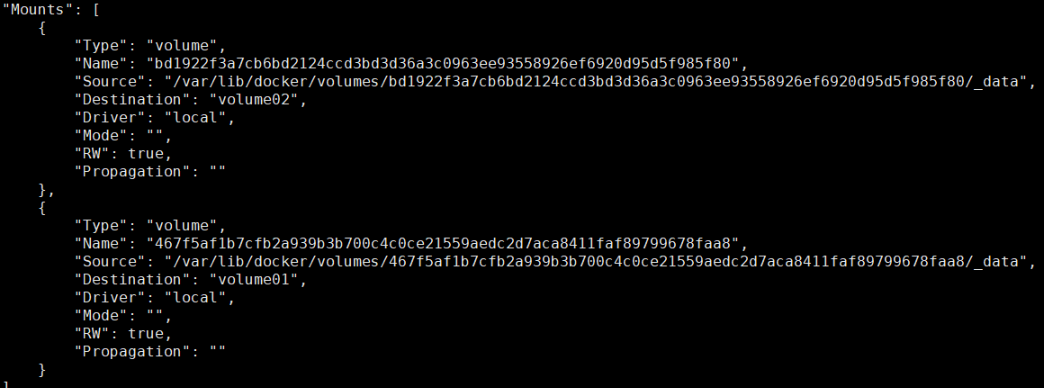 "Mounts": [
    {
        "Type": "volume",
        "Name": "bd1922f3a7cb6bd2124ccd3bd3d36a3c0963ee93558926ef6920d95d5f985f80",
        "Source": "/var/lib/docker/volumes/bd1922f3a7cb6bd2124ccd3bd3d36a3c0963ee93558926ef6920d95d5f985f80/_data",
        "Destination": "volume02",
        "Driver": "local",
        "Mode": "",
        "RW": true,
        "Propagation": ""
    },
    {
        "Type": "volume",
        "Name": "467f5af1b7cfb2a939b3b700c4c0ce21559aedc2d7aca8411faf89799678faa8",
        "Source": "/var/lib/docker/volumes/467f5af1b7cfb2a939b3b700c4c0ce21559aedc2d7aca8411faf89799678faa8/_data",
        "Destination": "volume01",
        "Driver": "local",
        "Mode": "",
        "RW": true,
        "Propagation": ""
    }
]